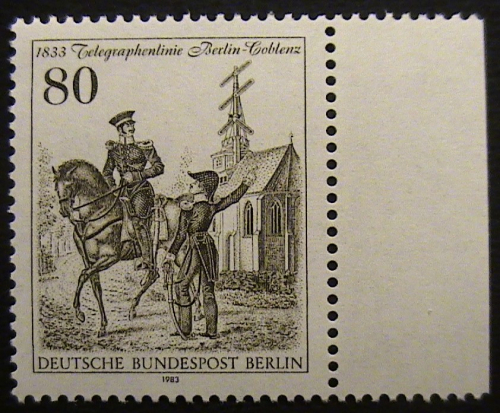 1833 Telegraphenlinie Berlin-Coblenz
80
DEUTSCHE BUNDESPOST BERLIN
1983